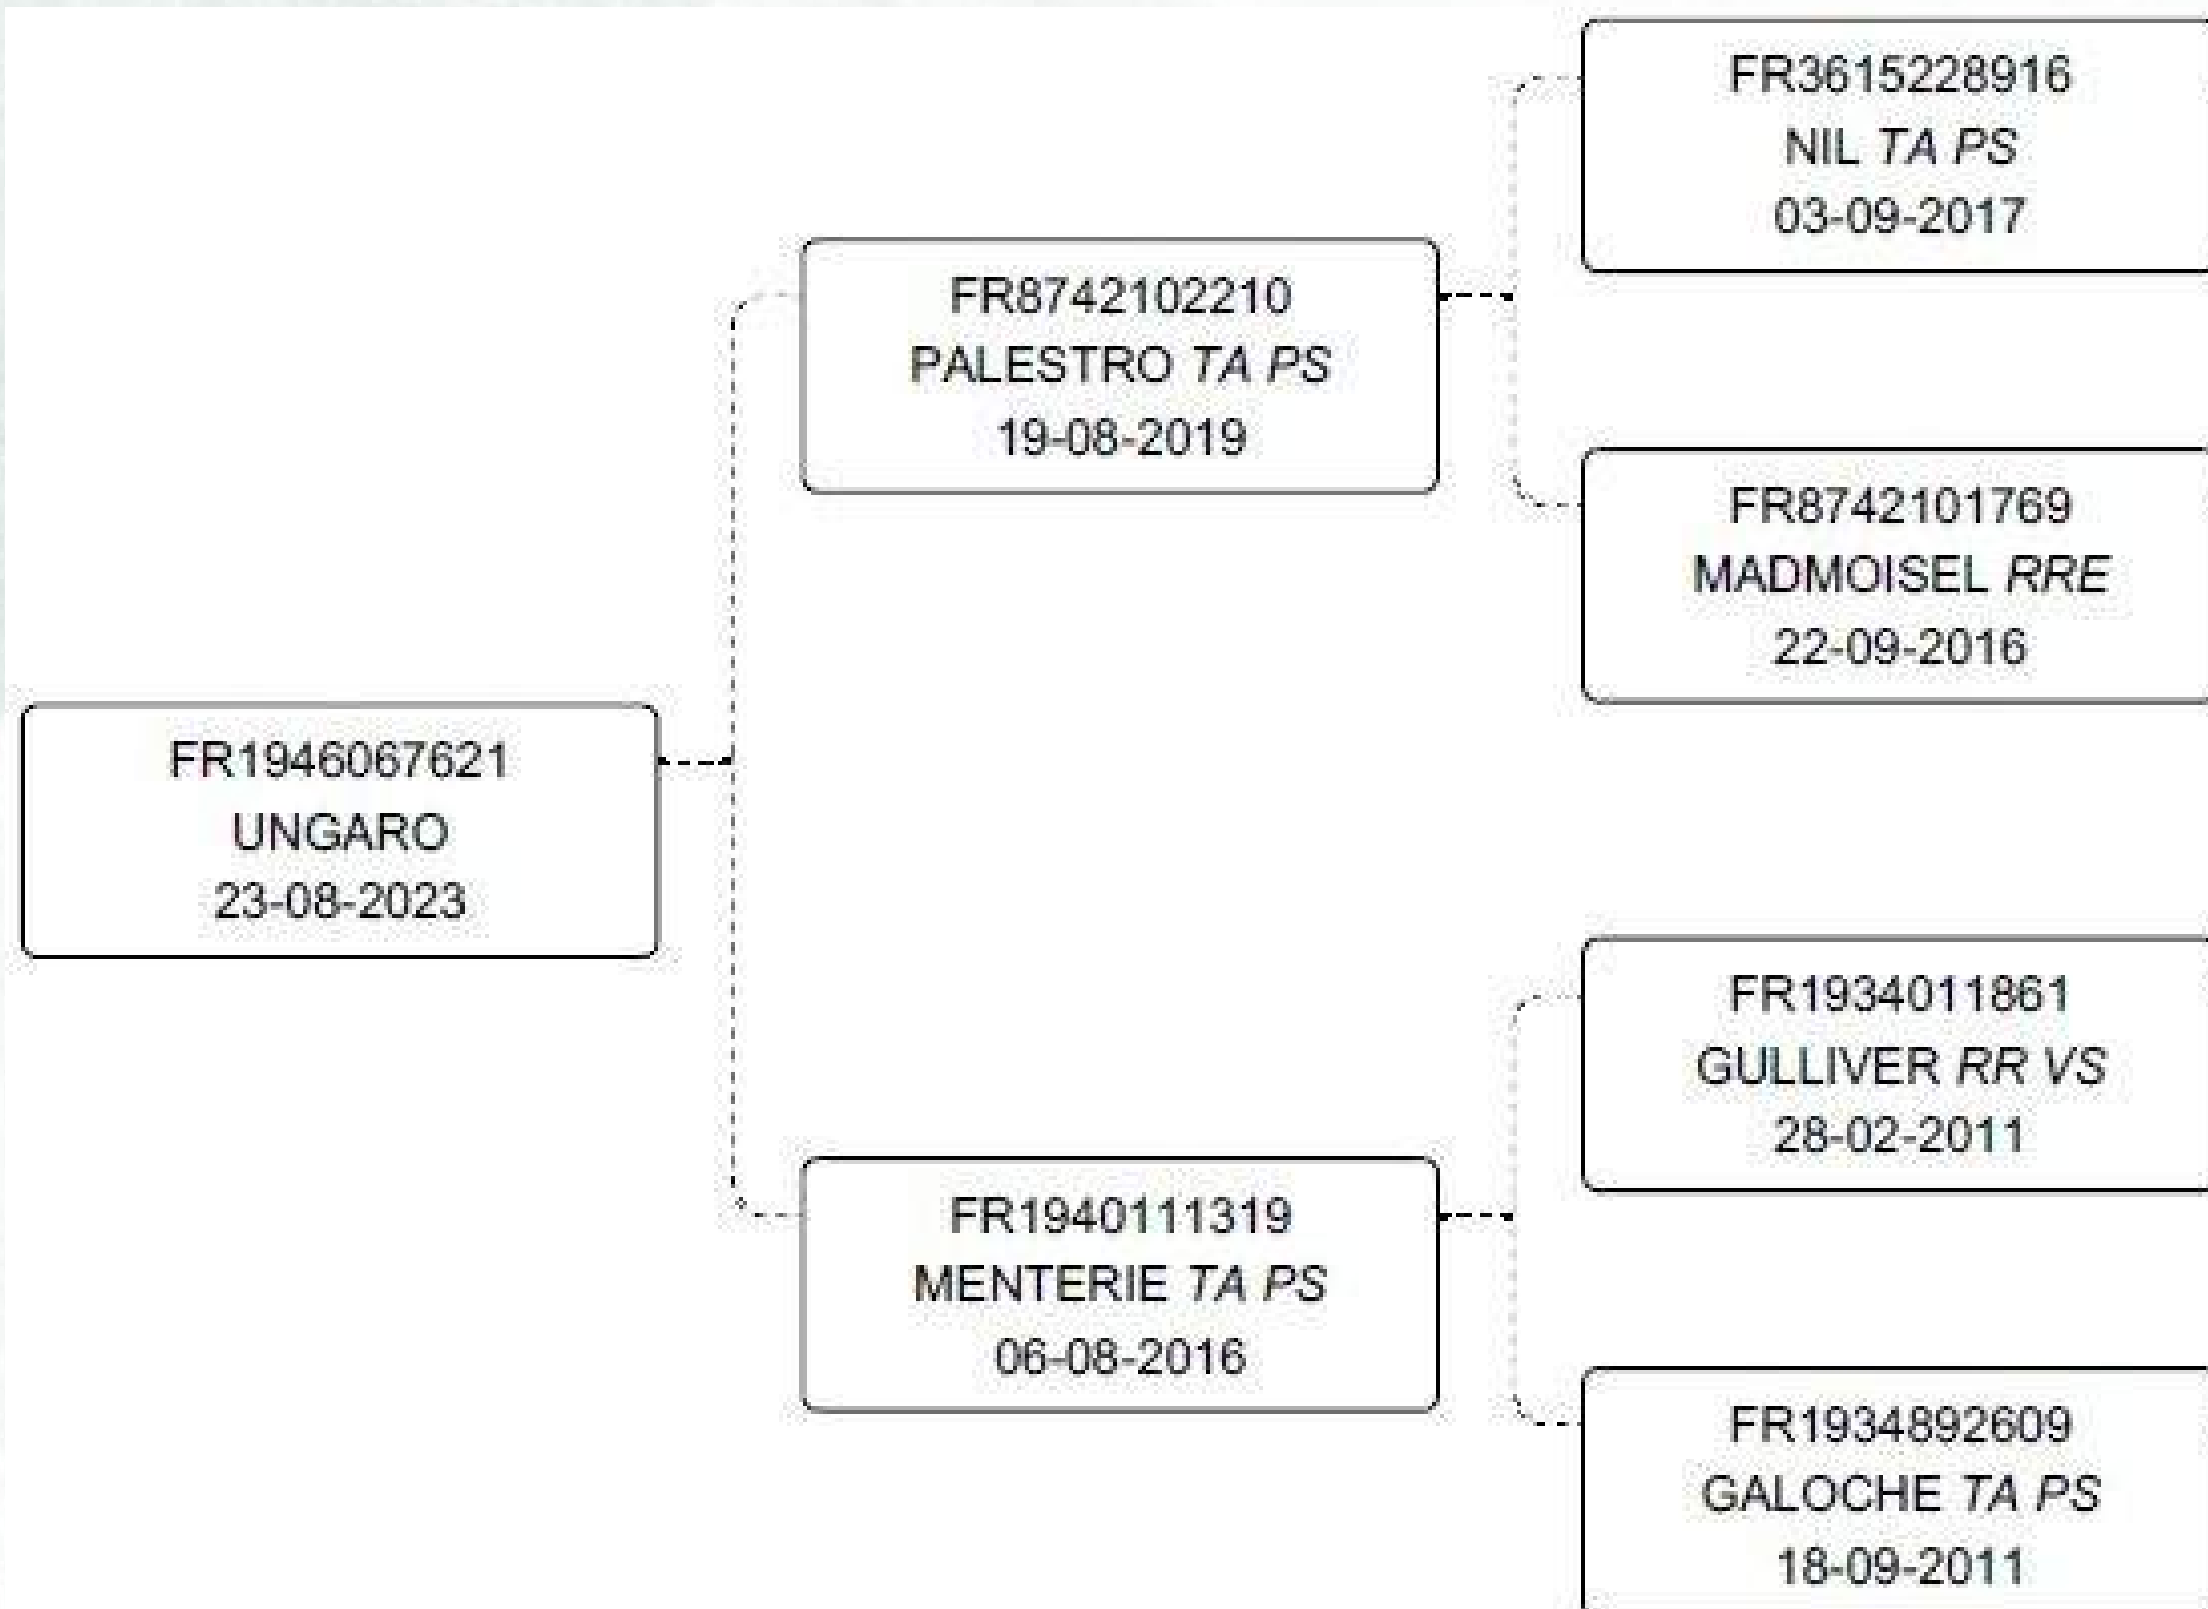 FR3615228916
NIL TA PS
03-09-2017
FR8742102210
PALESTRO TA PS
19-08-2019
FR8742101769
MADMOISEL RRE
22-09-2016
FR1946067621
UNGARO
23-08-2023
FR1934011861
GULLIVER RR VS
28-02-2011
FR1940111319
MENTERIE TA PS
06-08-2016
FR1934892609
GALOCHE TA PS
18-09-2011